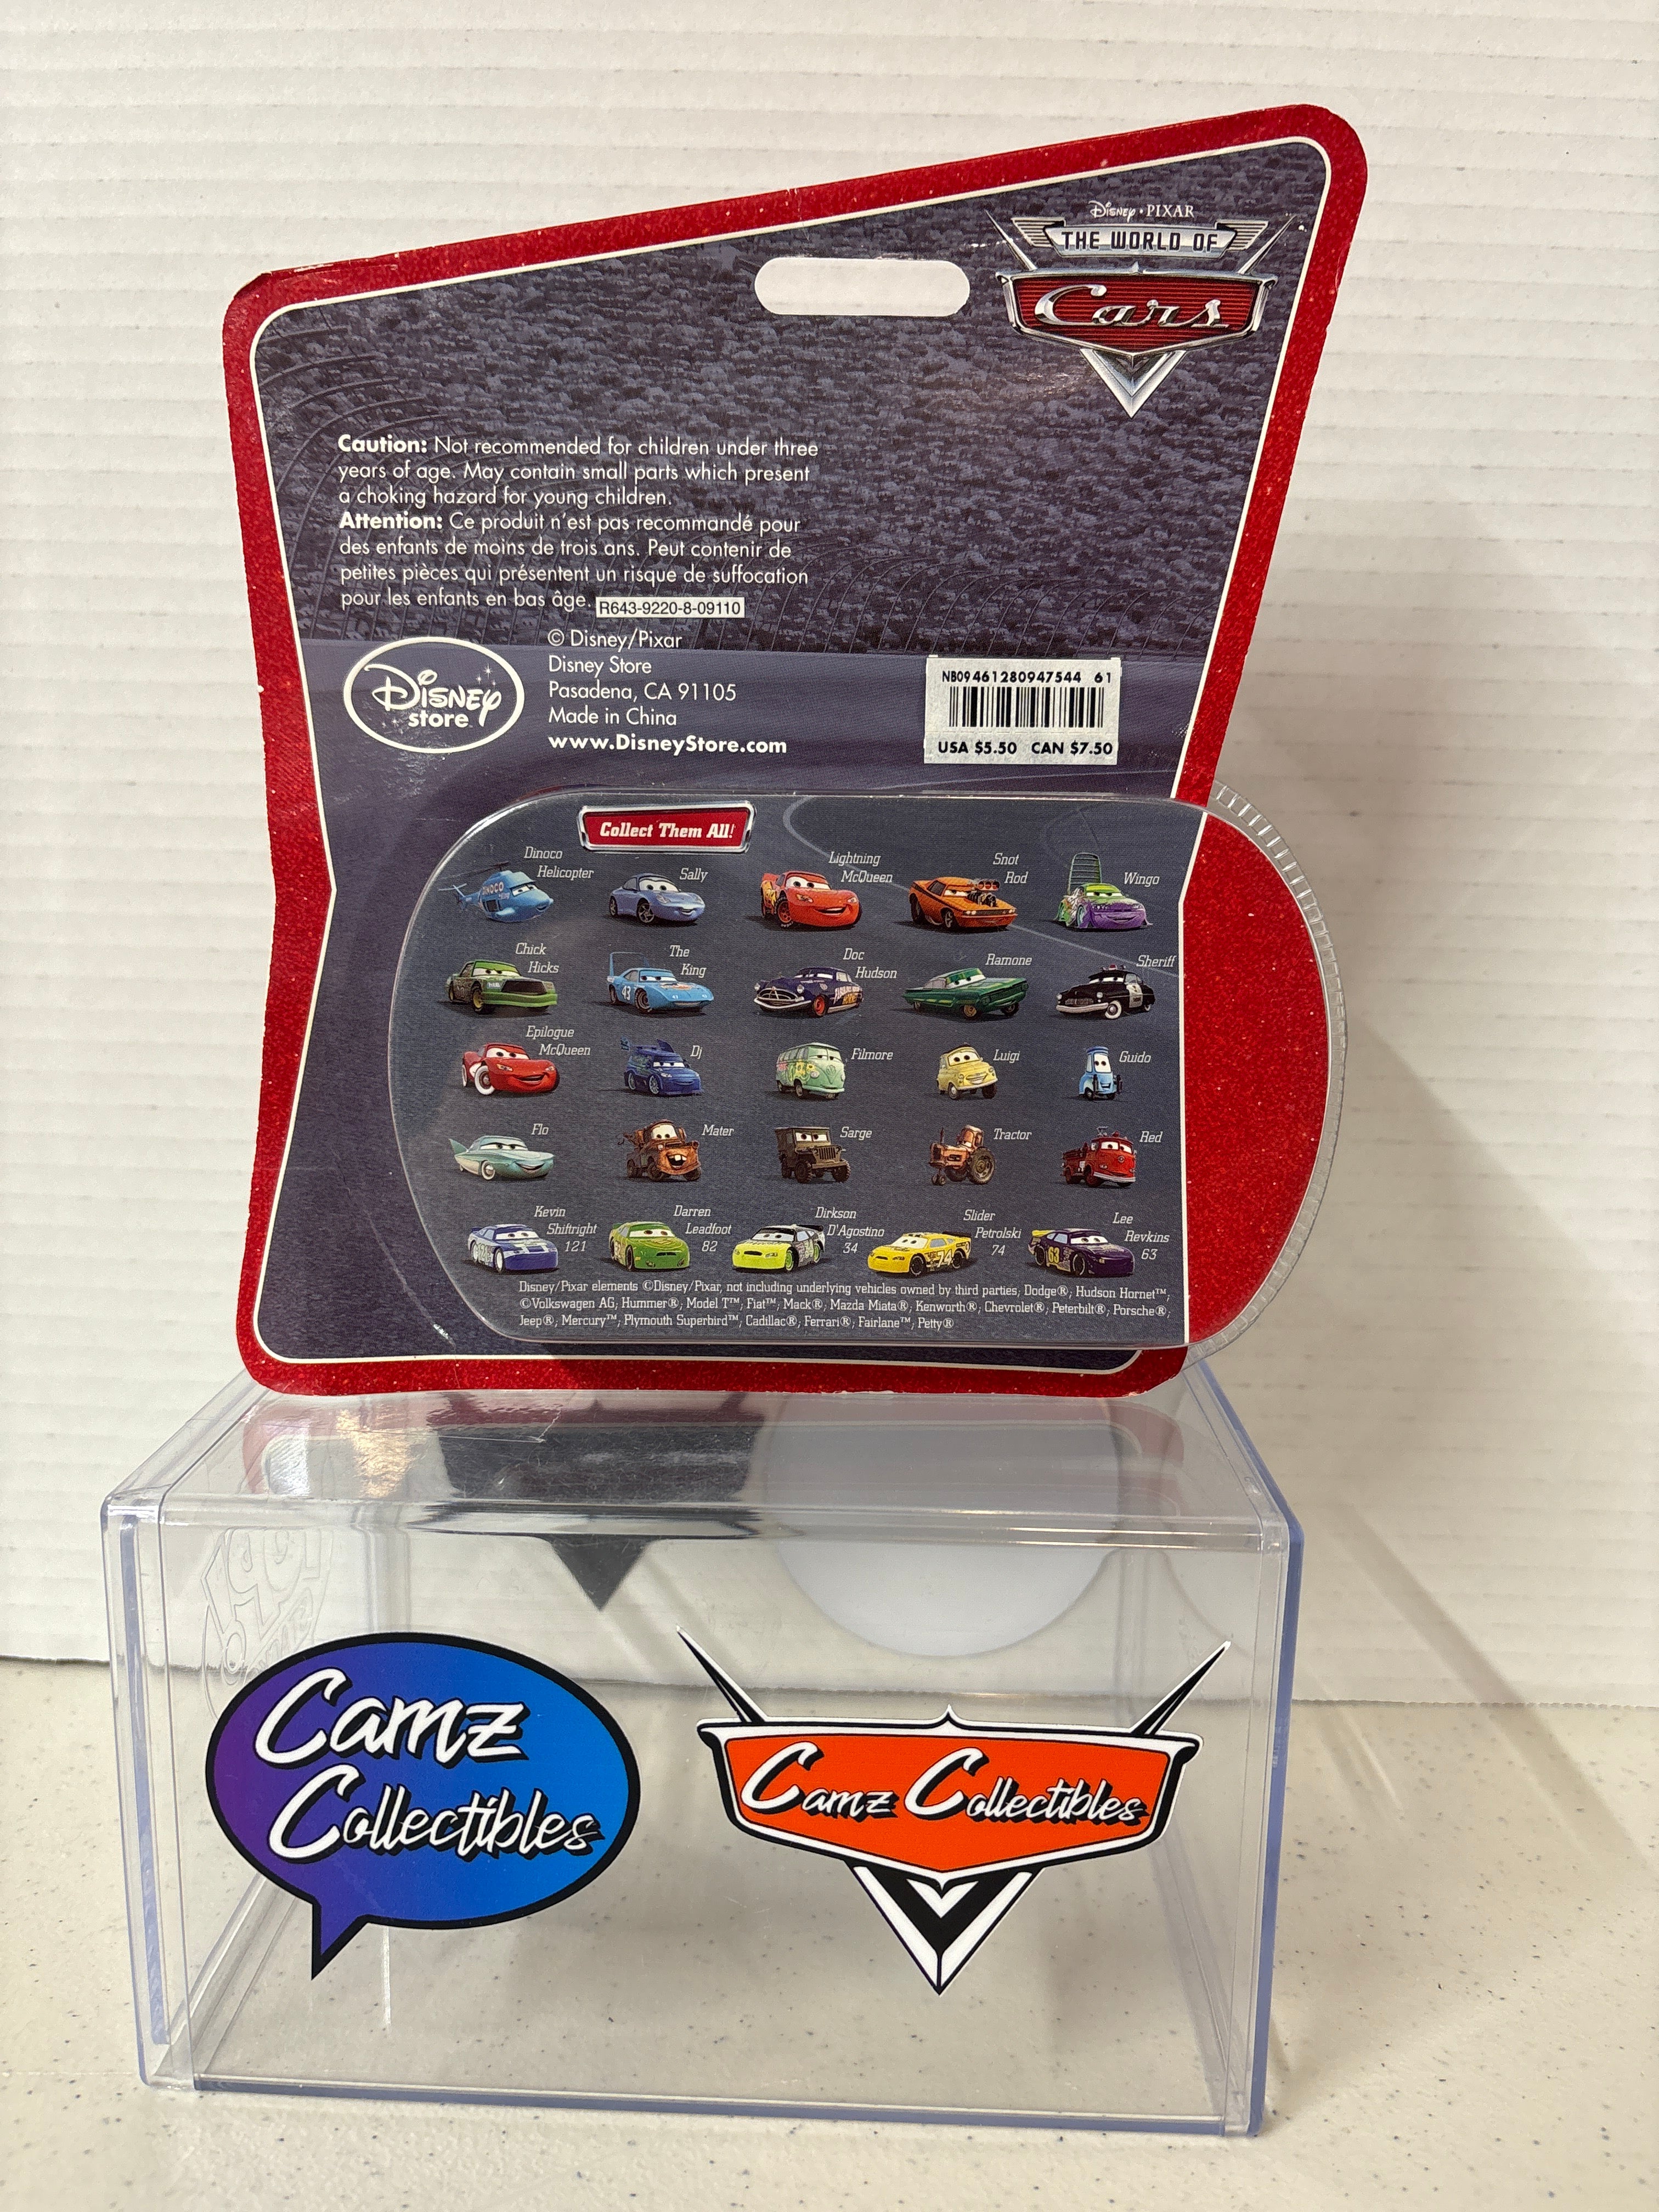 Disney • PIXAR
THE WORLD OF
Cars
Caution: Not recommended for children under three
years of age. May contain small parts which present
a choking hazard for young children.
Attention: Ce produit n'est pas recommandé pour
des enfants de moins de trois ans. Peut contenir de
petites pièces qui présentent un risque de suffocation
pour les enfants en bas âge. R643-9220-8-09110
© Disney/Pixar
Disney Store
Pasadena, CA 91105
Made in China
www.DisneyStore.com
Disney
store
NB09461280947544 61
USA $5.50 CAN $7.50
Collect Them All!
Dinoco
Helicopter
DINOCO
Sally
Lightning
McQueen
Snot
Rod
Wingo
Chick
Hicks
The
King
43
Doc
Hudson
Ramone
Sheriff
Epilogue
McQueen
Dj
Filmore
Luigi
Guido
Flo
Mater
Sarge
Tractor
Red
Kevin
Shiftright
121
Darren
Leadfoot
82
Dirkson
D'Agostino
34
Slider
Petrolski
74
74
Lee
Revkins
63
63
Disney/Pixar elements ©Disney/Pixar, not including underlying vehicles owned by third parties; Dodge®; Hudson Hornet™;
©Volkswagen AG; Hummer®; Model T™; Fiat™; Mack®; Mazda Miata®; Kenworth®; Chevrolet®; Peterbilt®; Porsche®;
Jeep®; Mercury™; Plymouth Superbird™; Cadillac®; Ferrari®; Fairlane™; Petty®
Camz
Collectibles
Camz Collectibles